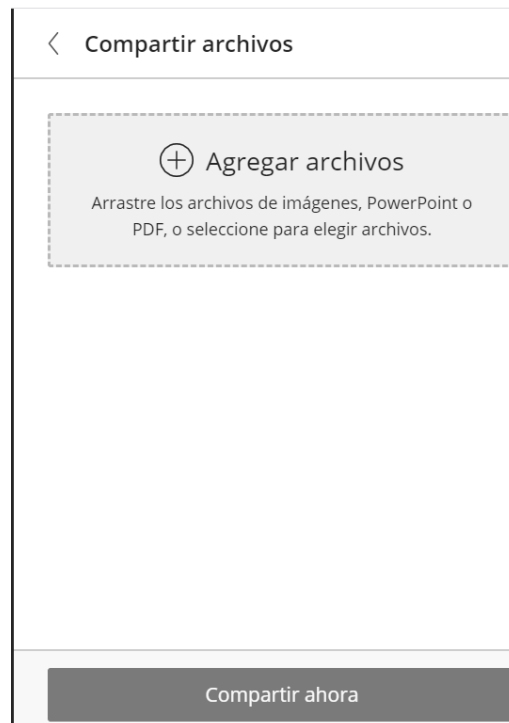 Compartir archivos
Agregar archivos
Arrastre los archivos de imágenes, PowerPoint o
PDF, o seleccione para elegir archivos.
Compartir ahora